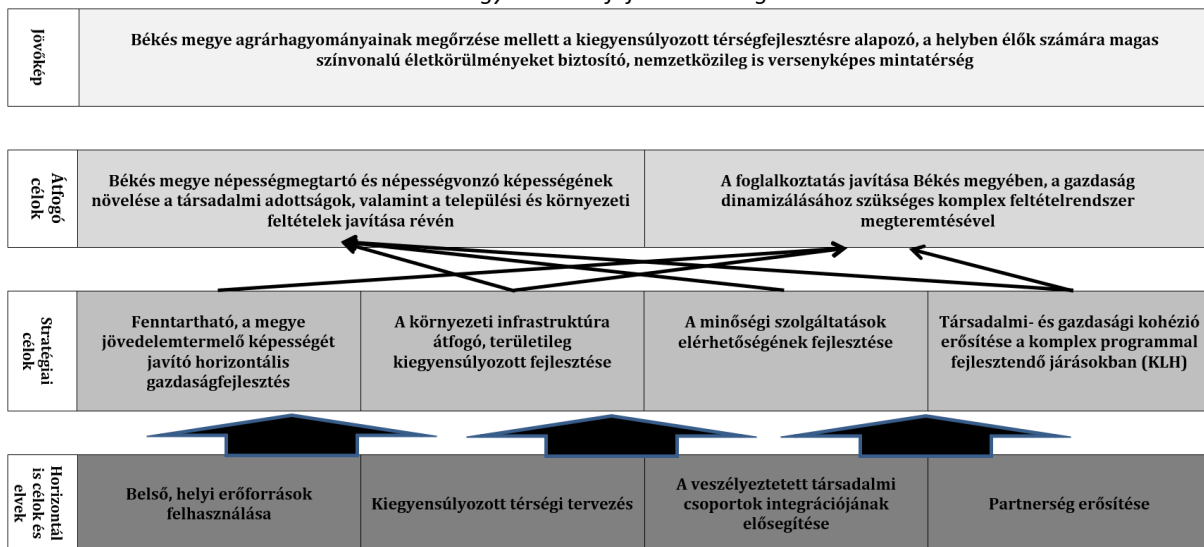 Jövőkép
Békés megye agrárhagyományainak megőrzése mellett a kiegyensúlyozott térségfejlesztésre alapozó, a helyben élők számára magas
színvonalú életkörülményeket biztosító, nemzetközileg is versenyképes mintatérség
Átfogó
célok
Békés megye népességmegtartó és népességvonzó képességének
növelése a társadalmi adottságok, valamint a települési és környezeti
feltételek javítása révén
A foglalkoztatás javítása Békés megyében, a gazdaság
dinamizálásához szükséges komplex feltételrendszer
megteremtésével
Stratégiai
célok
Fenntartható, a megye
jövedelemtermelő képességét
javító horizontális
gazdaságfejlesztés
A környezeti infrastruktúra
átfogó, területileg
kiegyensúlyozott fejlesztése
A minőségi szolgáltatások
elérhetőségének fejlesztése
Társadalmi- és gazdasági kohézió
erősítése a komplex programmal
fejlesztendő járásokban (KLH)
Horizontál
is célok és
elvek
Belső, helyi erőforrások
felhasználása
Kiegyensúlyozott térségi tervezés
A veszélyeztetett társadalmi
csoportok integrációjának
elősegítése
Partnerség erősítése